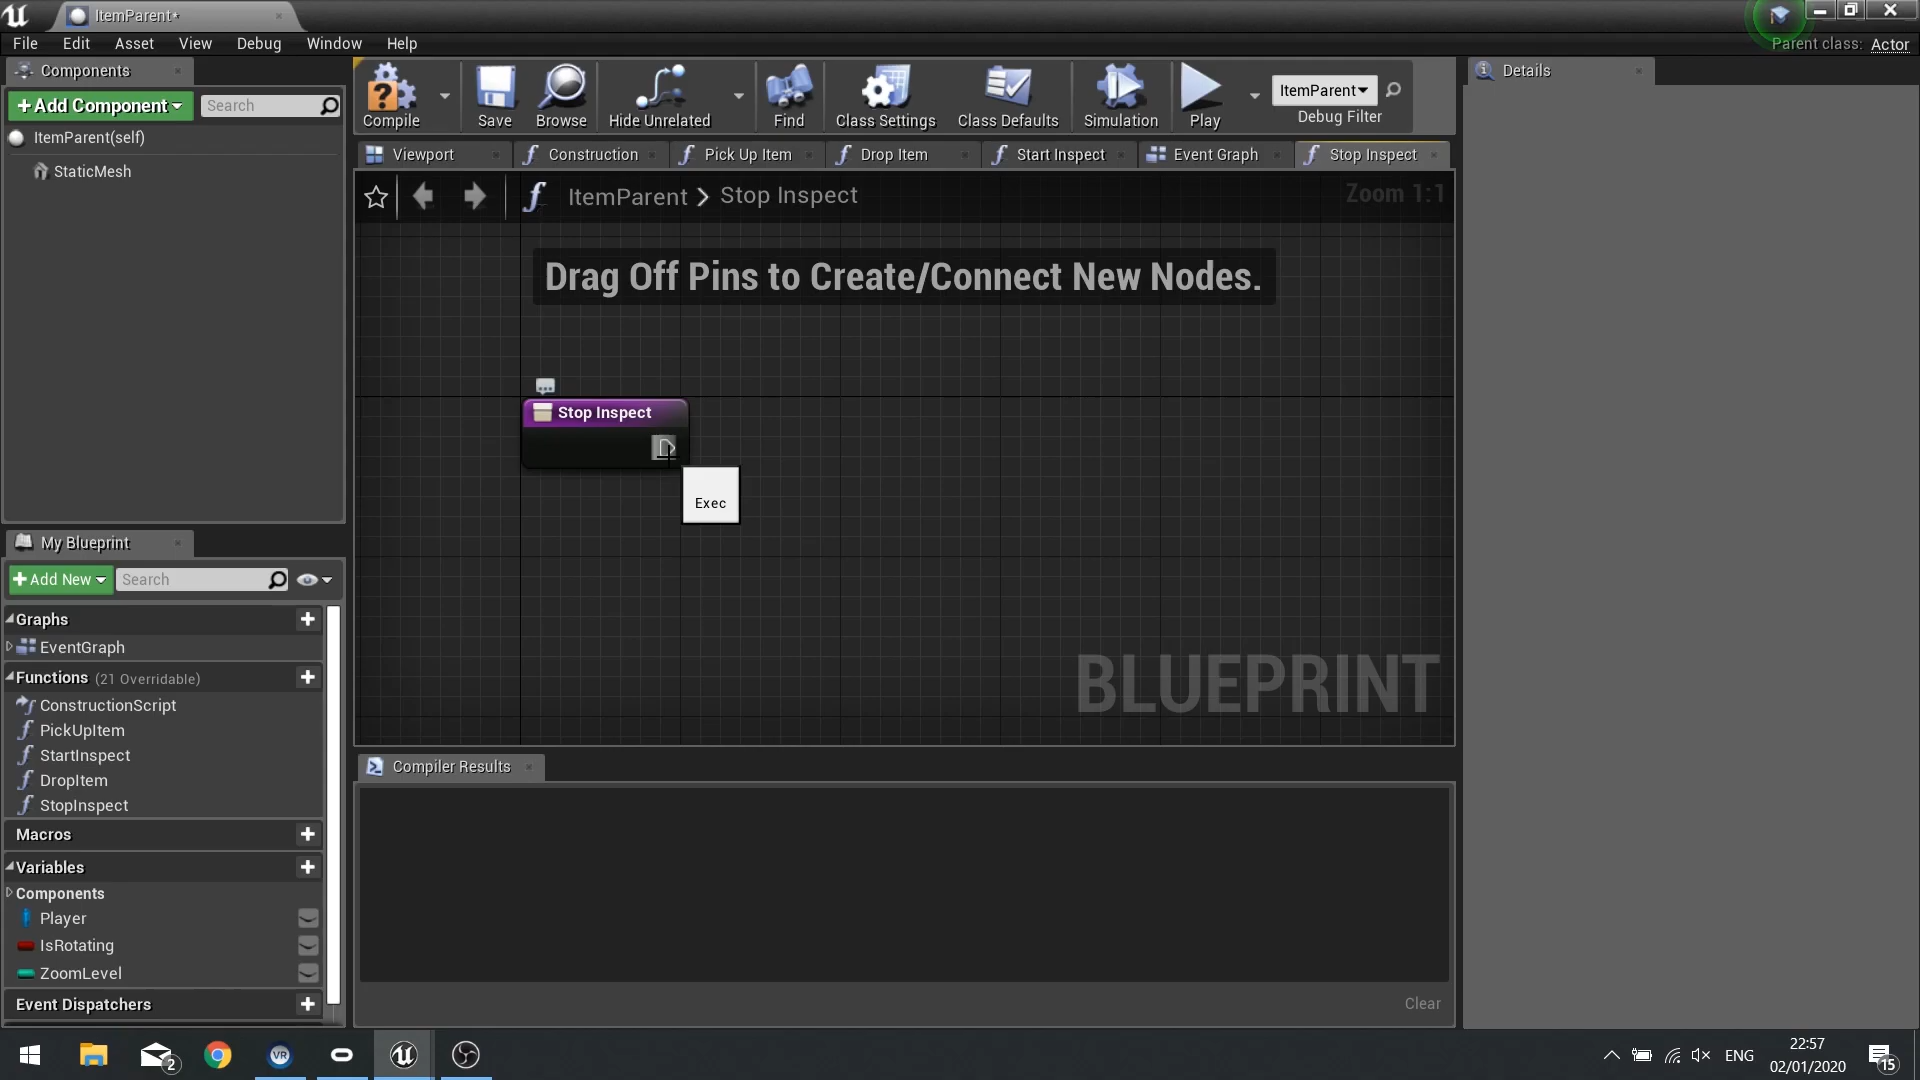 ItemParent*
File Edit Asset View Debug Window Help
Parent class: Actor
Components
+Add Component
Search
ItemParent(self)
StaticMesh
Compile
Save
Browse
Hide Unrelated
Find
Class Settings
Class Defaults
Simulation
Play
ItemParent
Debug Filter
Details
Viewport
Construction
Pick Up Item
Drop Item
Start Inspect
Event Graph
Stop Inspect
ItemParent > Stop Inspect
Zoom 1:1
Drag Off Pins to Create/Connect New Nodes.
Stop Inspect
Exec
BLUEPRINT
My Blueprint
+Add New
Search
Graphs
EventGraph
Functions (21 Overridable)
ConstructionScript
PickUpItem
StartInspect
DropItem
StopInspect
Macros
Variables
Components
Player
IsRotating
ZoomLevel
Event Dispatchers
Compiler Results
Clear
2
VR
ENG
22:57
02/01/2020
15